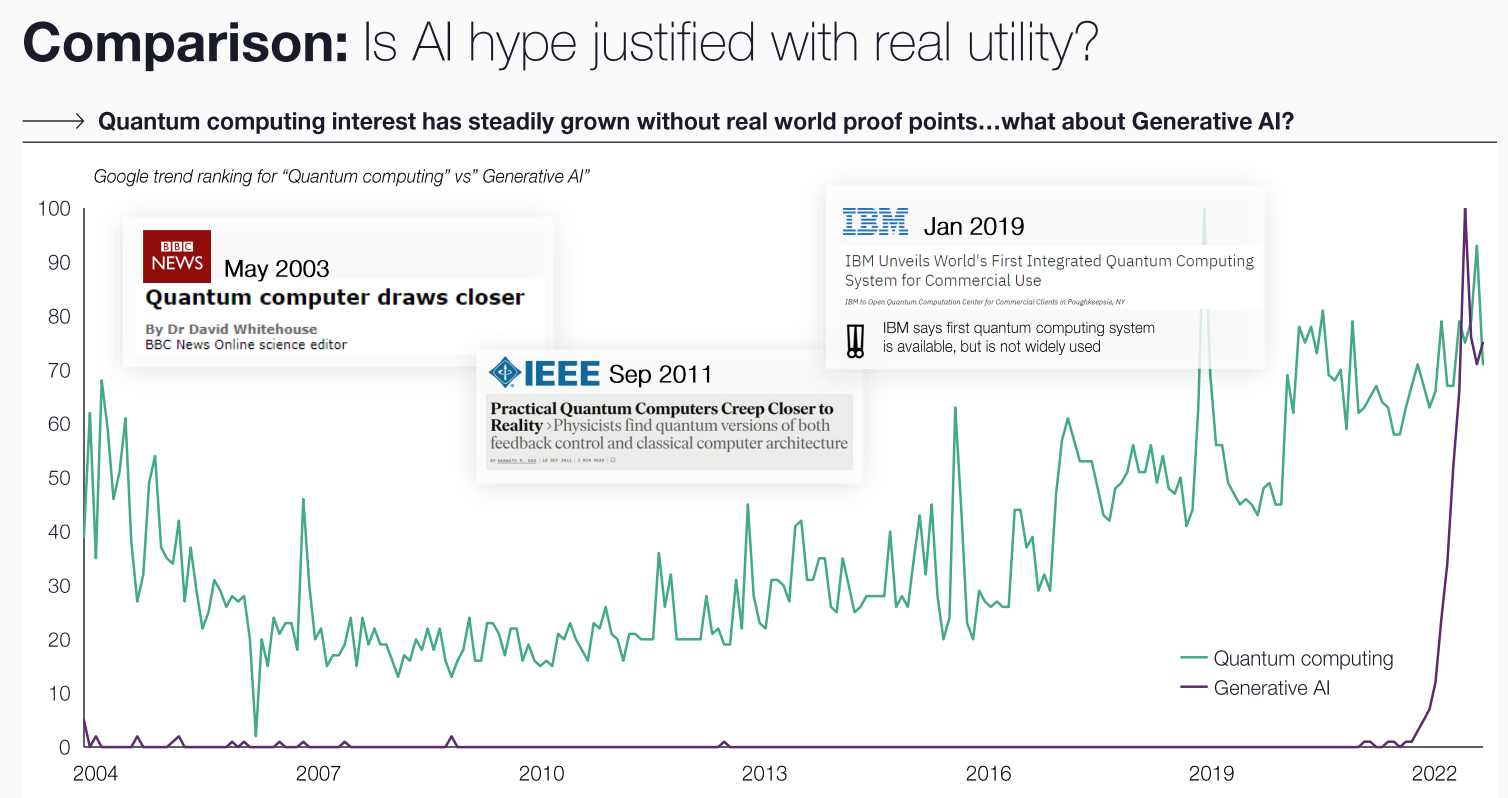 Comparison: Is AI hype justified with real utility?
Quantum computing interest has steadily grown without real world proof points...what about Generative AI?
Google trend ranking for “Quantum computing” vs” Generative AI”
100
90
80
70
60
50
40
30
20
10
0
BBC
NEWS
May 2003
Quantum computer draws closer
By Dr David Whitehouse
BBC News Online science editor
IEEE Sep 2011
Practical Quantum Computers Creep Closer to
Reality › Physicists find quantum versions of both
feedback control and classical computer architecture
BY SASWATO R. DAS | 10 SEP 2011 | 3 MIN READ |
IBM Jan 2019
IBM Unveils World's First Integrated Quantum Computing
System for Commercial Use
IBM to Open Quantum Computation Center for Commercial Clients in Poughkeepsie, NY
IBM says first quantum computing system
is available, but is not widely used
Quantum computing
Generative AI
2004
2007
2010
2013
2016
2019
2022